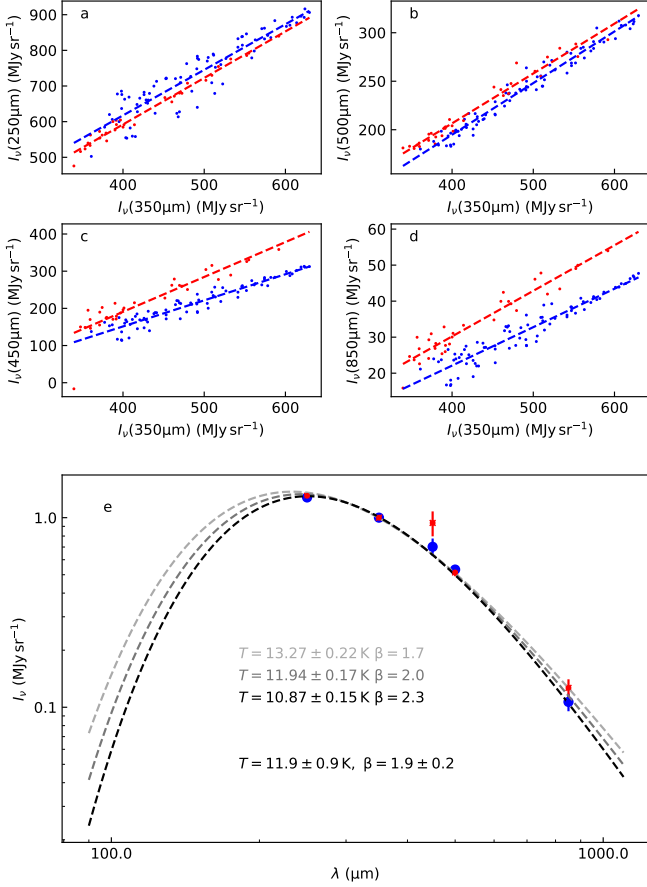 a
900
800
700
600
500
I_ν(250μm) (MJy sr⁻¹)
400
500
600
I_ν(350μm) (MJy sr⁻¹)
b
300
200
I_ν(500μm) (MJy sr⁻¹)
400
500
600
I_ν(350μm) (MJy sr⁻¹)
c
400
300
200
100
0
I_ν(450μm) (MJy sr⁻¹)
400
500
600
I_ν(350μm) (MJy sr⁻¹)
d
60
50
40
30
20
I_ν(850μm) (MJy sr⁻¹)
400
500
600
I_ν(350μm) (MJy sr⁻¹)
e
1.0
0.1
I_ν (MJy sr⁻¹)
T = 13.27 ± 0.22 K β = 1.7
T = 11.94 ± 0.17 K β = 2.0
T = 10.87 ± 0.15 K β = 2.3
T = 11.9 ± 0.9 K, β = 1.9 ± 0.2
100.0
1000.0
λ (μm)